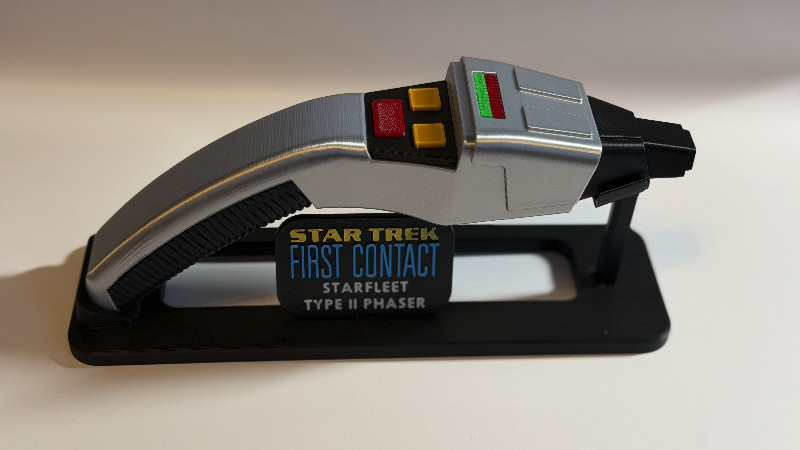 STAR TREK
FIRST CONTACT
STARFLEET
TYPE II PHASER